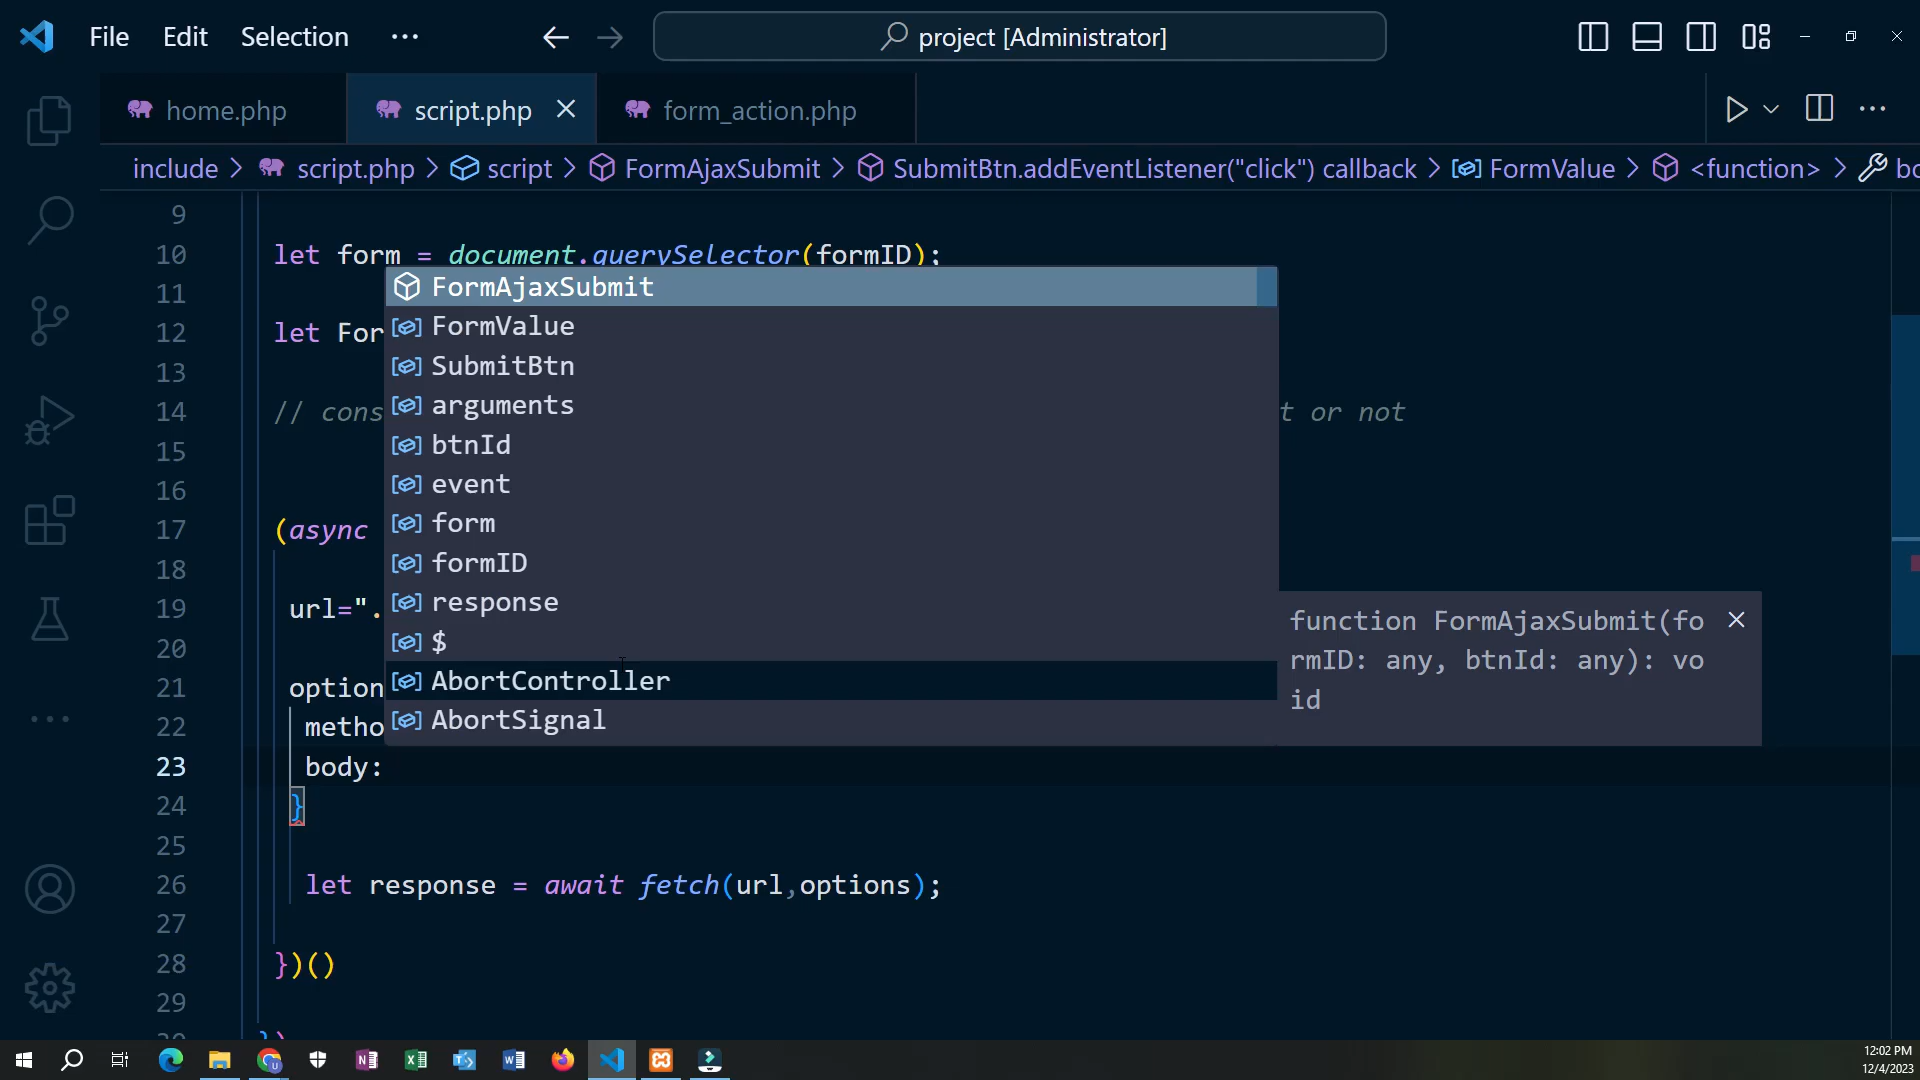 File Edit Selection ··· project [Administrator]
home.php script.php form_action.php
include > script.php > script > FormAjaxSubmit > SubmitBtn.addEventListener("click") callback > FormValue > <function> > bo
9
10 let form = document.querySelector(formID);
11
12 let For
13
14 // cons t or not
15
16
17 (async
18
19 url=".
20
21 option
22 metho
23 body:
24 }
25
26 let response = await fetch(url,options);
27
28 })()
29
30 })
FormAjaxSubmit
FormValue
SubmitBtn
arguments
btnId
event
form
formID
response
$
AbortController
AbortSignal
function FormAjaxSubmit(fo
rmID: any, btnId: any): vo
id
12:02 PM
12/4/2023